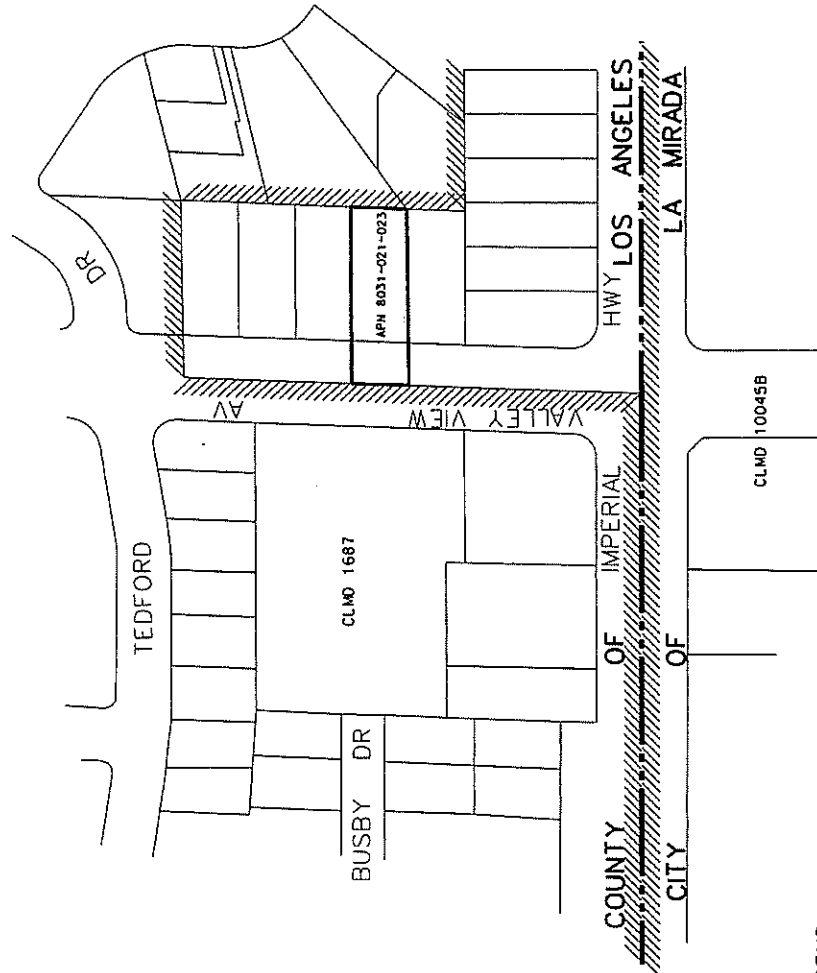 DR
TEDFORD
VALLEY VIEW AV
APN 8031-021-023
CLMD 1687
BUSBY DR
IMPERIAL HWY
COUNTY OF LOS ANGELES
CITY OF LA MIRADA
CLMD 10045B